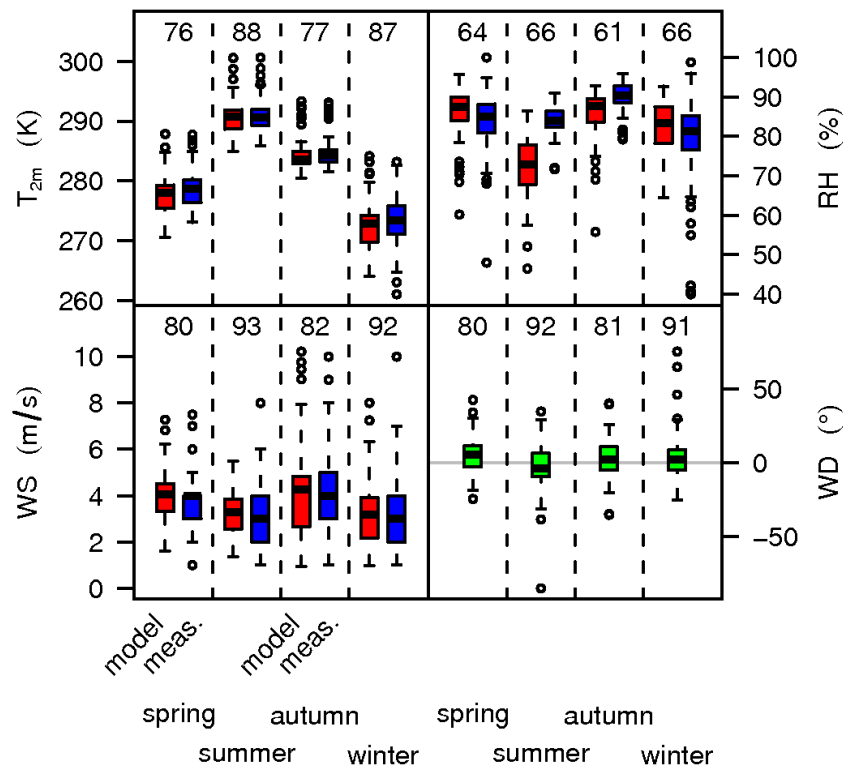 76 88 77 87 64 66 61 66
300
290
280
270
260
T2m (K)
100
90
80
70
60
50
40
RH (%)
80 93 82 92 80 92 81 91
10
8
6
4
2
0
WS (m/s)
50
0
−50
WD (°)
model meas. model meas.
spring autumn spring autumn
summer winter summer winter